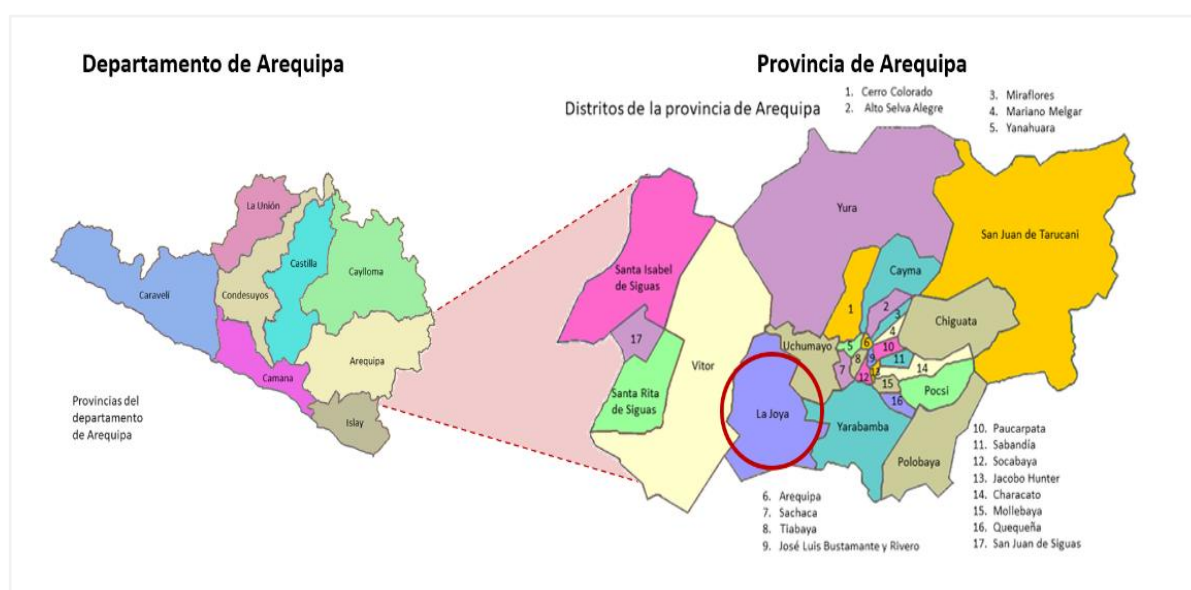 Departamento de Arequipa
La Unión
Castilla
Caylloma
Caravelí
Condesuyos
Arequipa
Camana
Islay
Provincias del
departamento
de Arequipa
Provincia de Arequipa
Distritos de la provincia de Arequipa
1. Cerro Colorado
2. Alto Selva Alegre
3. Miraflores
4. Mariano Melgar
5. Yanahuara
Yura
San Juan de Tarucani
Santa Isabel
de Siguas
Cayma
1
2
3
4
Chiguata
17
Uchumayo
5
6
10
Vitor
8
9
11
7
12
13
14
Santa Rita
de Siguas
15
Pocsi
16
La Joya
Yarabamba
Polobaya
6. Arequipa
7. Sachaca
8. Tiabaya
9. José Luis Bustamante y Rivero
10. Paucarpata
11. Sabandía
12. Socabaya
13. Jacobo Hunter
14. Characato
15. Mollebaya
16. Quequeña
17. San Juan de Siguas